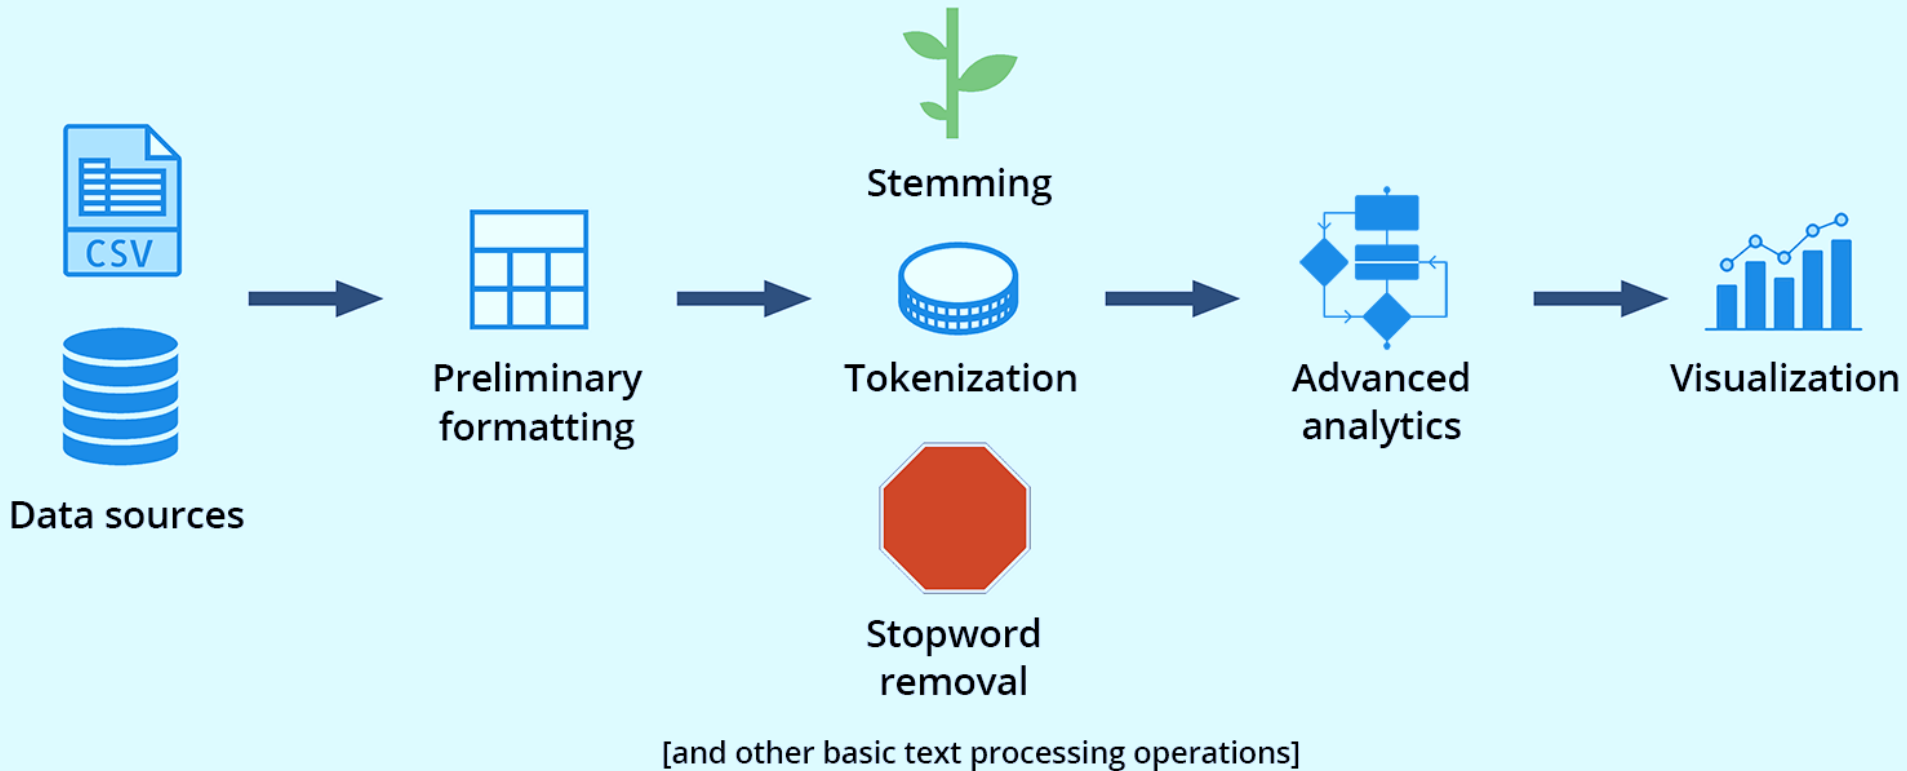 CSV
Data sources
Preliminary
formatting
Stemming
Tokenization
Stopword
removal
[and other basic text processing operations]
Advanced
analytics
Visualization